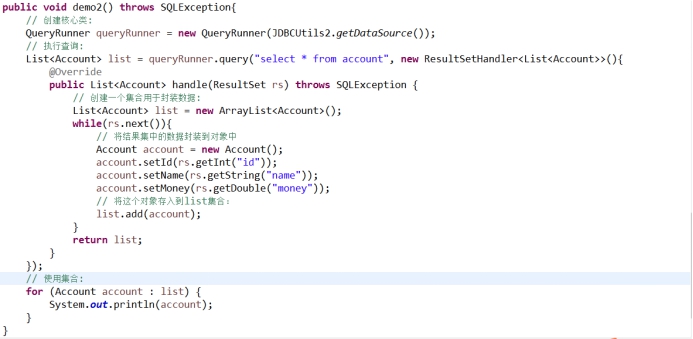 public void demo2() throws SQLException{
    // 创建核心类:
    QueryRunner queryRunner = new QueryRunner(JDBCUtils2.getDataSource());
    // 执行查询:
    List<Account> list = queryRunner.query("select * from account", new ResultSetHandler<List<Account>>(){
        @Override
        public List<Account> handle(ResultSet rs) throws SQLException {
            // 创建一个集合用于封装数据:
            List<Account> list = new ArrayList<Account>();
            while(rs.next()){
                // 将结果集中的数据封装到对象中
                Account account = new Account();
                account.setId(rs.getInt("id"));
                account.setName(rs.getString("name"));
                account.setMoney(rs.getDouble("money"));
                // 将这个对象存入到list集合:
                list.add(account);
            }
            return list;
        }
    });
    // 使用集合:
    for (Account account : list) {
        System.out.println(account);
    }
}